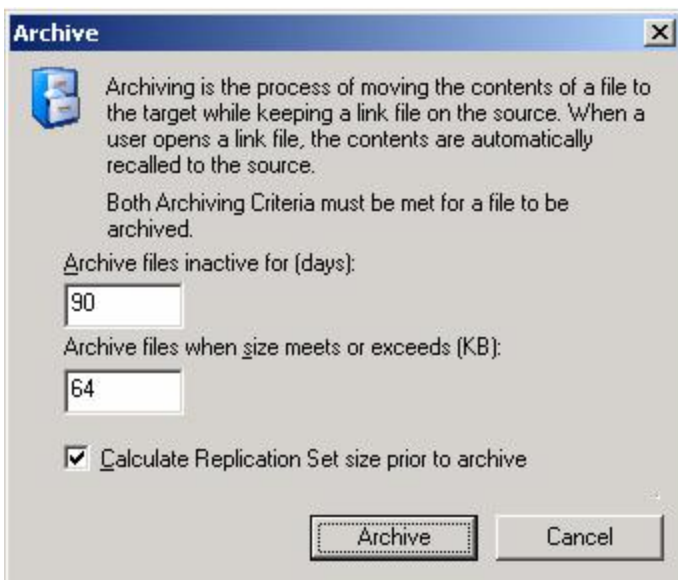 Archive
Archiving is the process of moving the contents of a file to
the target while keeping a link file on the source. When a
user opens a link file, the contents are automatically
recalled to the source.
Both Archiving Criteria must be met for a file to be
archived.
Archive files inactive for (days):
90
Archive files when size meets or exceeds (KB):
64
Calculate Replication Set size prior to archive
Archive
Cancel